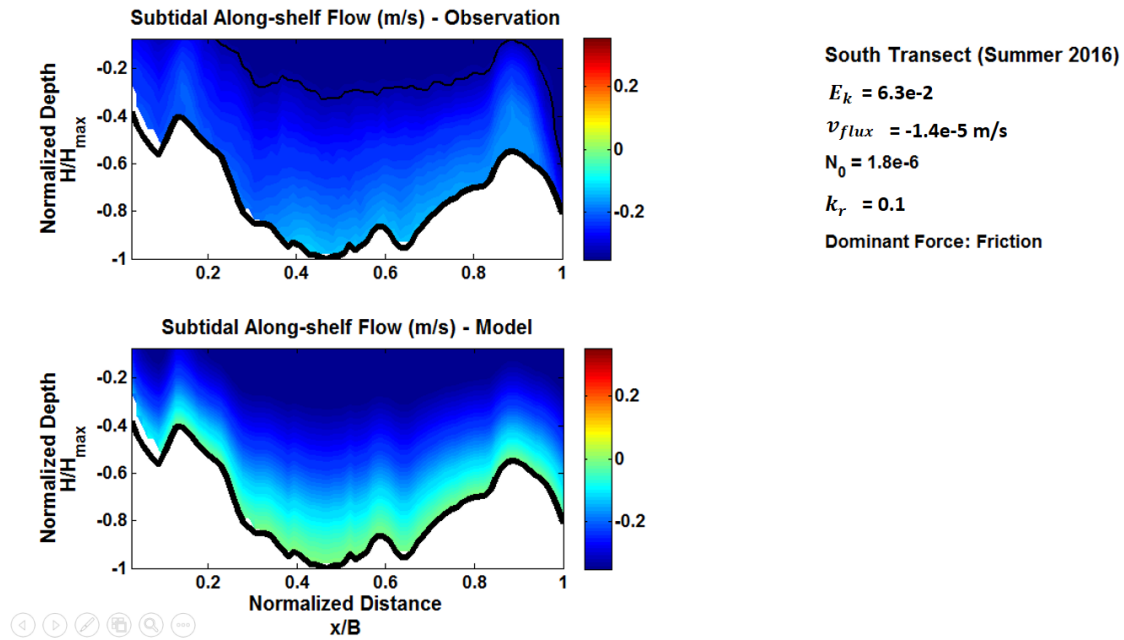 Subtidal Along-shelf Flow (m/s) - Observation
Normalized Depth
H/H_max
-0.2
-0.4
-0.6
-0.8
-1
0.2
0.4
0.6
0.8
1
0.2
0
-0.2
South Transect (Summer 2016)
E_k = 6.3e-2
v_flux = -1.4e-5 m/s
N_0 = 1.8e-6
k_r = 0.1
Dominant Force: Friction
Subtidal Along-shelf Flow (m/s) - Model
Normalized Depth
H/H_max
-0.2
-0.4
-0.6
-0.8
-1
0.2
0.4
0.6
0.8
1
0.2
0
-0.2
Normalized Distance
x/B